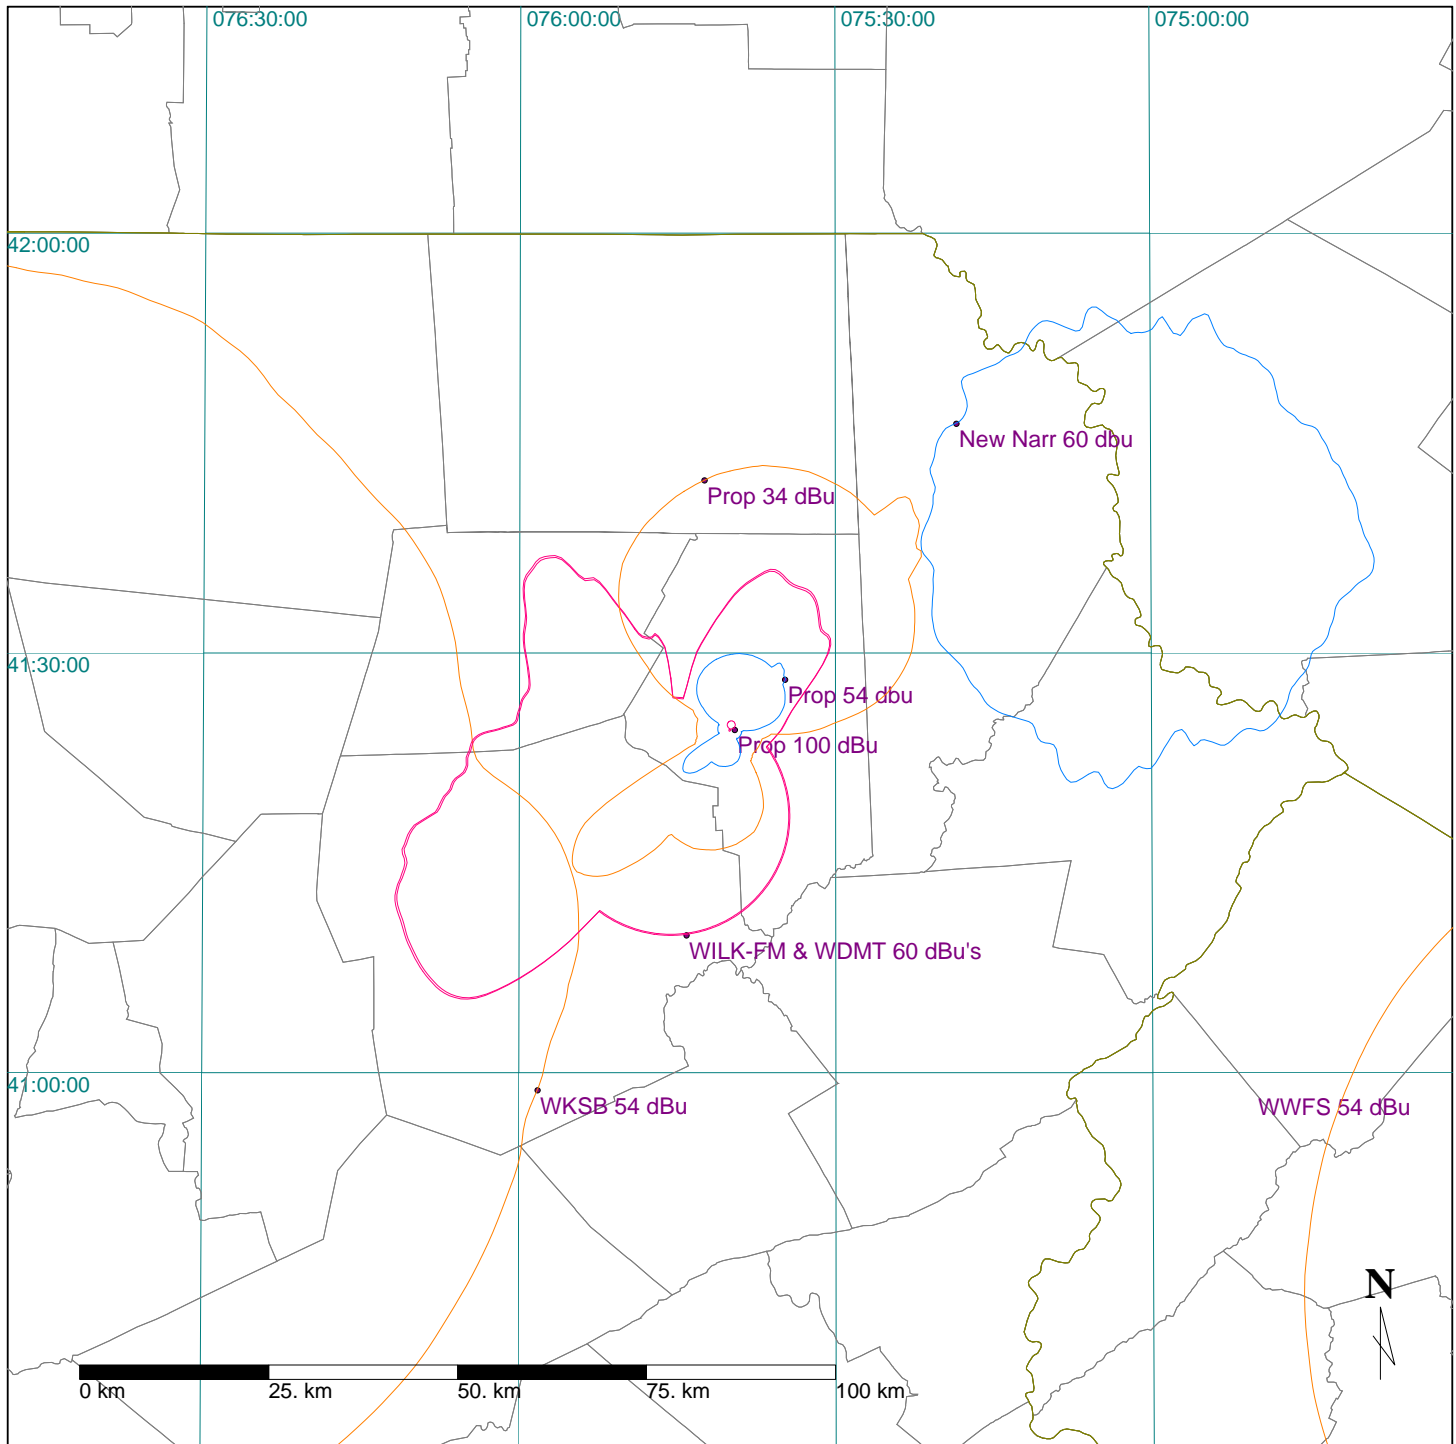 076:30:00
076:00:00
075:30:00
075:00:00
42:00:00
New Narr 60 dbu
Prop 34 dBu
41:30:00
Prop 54 dbu
Prop 100 dBu
WILK-FM & WDMT 60 dBu's
41:00:00
WKSB 54 dBu
WWFS 54 dBu
N
0 km
25. km
50. km
75. km
100 km